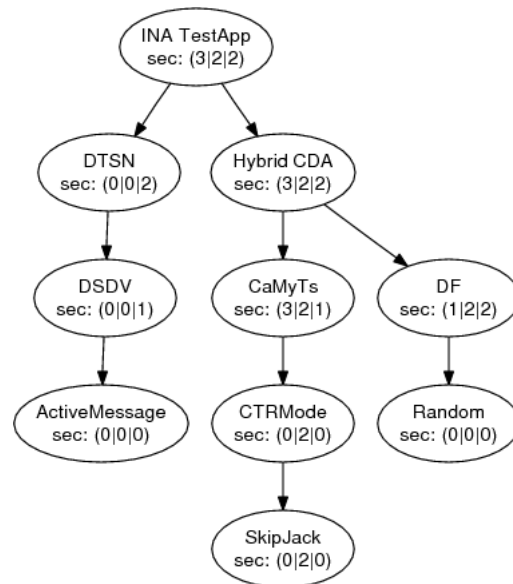 INA TestApp
sec: (3|2|2)
DTSN
sec: (0|0|2)
Hybrid CDA
sec: (3|2|2)
DSDV
sec: (0|0|1)
CaMyTs
sec: (3|2|1)
DF
sec: (1|2|2)
ActiveMessage
sec: (0|0|0)
CTRMode
sec: (0|2|0)
Random
sec: (0|0|0)
SkipJack
sec: (0|2|0)